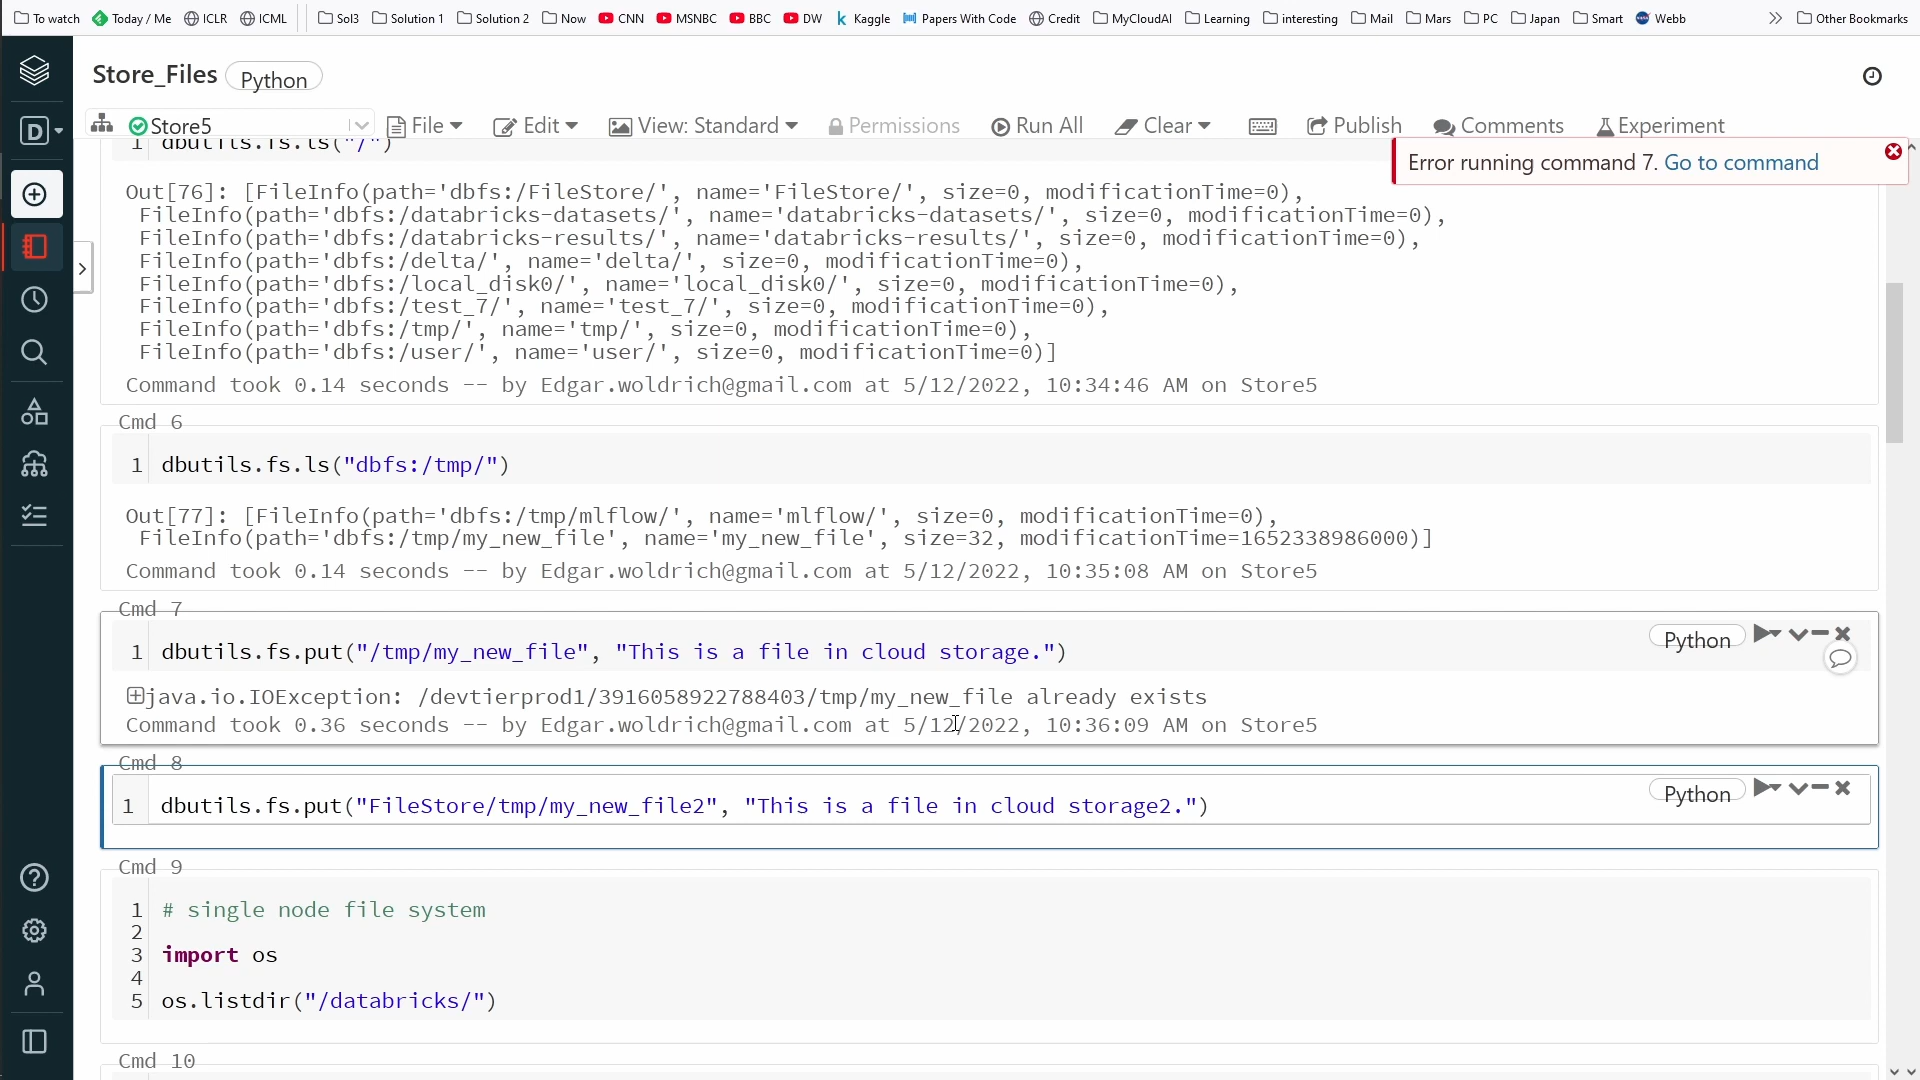 To watch Today / Me ICLR ICML Sol3 Solution 1 Solution 2 Now CNN MSNBC BBC DW Kaggle Papers With Code Credit MyCloudAI Learning interesting Mail Mars PC Japan Smart Webb Other Bookmarks
Store_Files Python
Store5 File Edit View: Standard Permissions Run All Clear Publish Comments Experiment
1 dbutils.fs.ls("/")
Error running command 7. Go to command
Out[76]: [FileInfo(path='dbfs:/FileStore/', name='FileStore/', size=0, modificationTime=0),
FileInfo(path='dbfs:/databricks-datasets/', name='databricks-datasets/', size=0, modificationTime=0),
FileInfo(path='dbfs:/databricks-results/', name='databricks-results/', size=0, modificationTime=0),
FileInfo(path='dbfs:/delta/', name='delta/', size=0, modificationTime=0),
FileInfo(path='dbfs:/local_disk0/', name='local_disk0/', size=0, modificationTime=0),
FileInfo(path='dbfs:/test_7/', name='test_7/', size=0, modificationTime=0),
FileInfo(path='dbfs:/tmp/', name='tmp/', size=0, modificationTime=0),
FileInfo(path='dbfs:/user/', name='user/', size=0, modificationTime=0)]
Command took 0.14 seconds -- by Edgar.woldrich@gmail.com at 5/12/2022, 10:34:46 AM on Store5
Cmd 6
1 dbutils.fs.ls("dbfs:/tmp/")
Out[77]: [FileInfo(path='dbfs:/tmp/mlflow/', name='mlflow/', size=0, modificationTime=0),
FileInfo(path='dbfs:/tmp/my_new_file', name='my_new_file', size=32, modificationTime=1652338986000)]
Command took 0.14 seconds -- by Edgar.woldrich@gmail.com at 5/12/2022, 10:35:08 AM on Store5
Cmd 7
Python
1 dbutils.fs.put("/tmp/my_new_file", "This is a file in cloud storage.")
java.io.IOException: /devtierprod1/3916058922788403/tmp/my_new_file already exists
Command took 0.36 seconds -- by Edgar.woldrich@gmail.com at 5/12/2022, 10:36:09 AM on Store5
Cmd 8
Python
1 dbutils.fs.put("FileStore/tmp/my_new_file2", "This is a file in cloud storage2.")
Cmd 9
1 # single node file system
2
3 import os
4
5 os.listdir("/databricks/")
Cmd 10